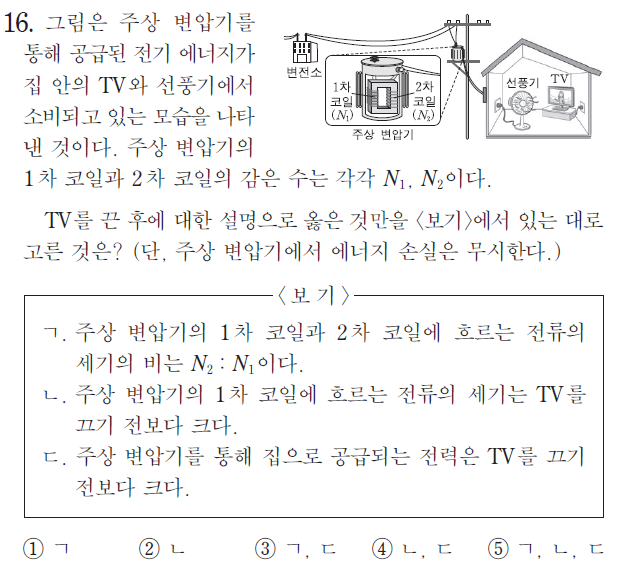 16. 그림은 주상 변압기를
통해 공급된 전기 에너지가
집 안의 TV와 선풍기에서
소비되고 있는 모습을 나타
낸 것이다. 주상 변압기의
1차 코일과 2차 코일의 감은 수는 각각 N₁, N₂이다.
변전소
1차
코일
(N₁)
2차
코일
(N₂)
주상 변압기
선풍기
TV
TV를 끈 후에 대한 설명으로 옳은 것만을 〈보기〉에서 있는 대로
고른 것은? (단, 주상 변압기에서 에너지 손실은 무시한다.)
〈보 기〉
ㄱ. 주상 변압기의 1차 코일과 2차 코일에 흐르는 전류의
세기의 비는 N₂ : N₁이다.
ㄴ. 주상 변압기의 1차 코일에 흐르는 전류의 세기는 TV를
끄기 전보다 크다.
ㄷ. 주상 변압기를 통해 집으로 공급되는 전력은 TV를 끄기
전보다 크다.
① ㄱ ② ㄴ ③ ㄱ, ㄷ ④ ㄴ, ㄷ ⑤ ㄱ, ㄴ, ㄷ